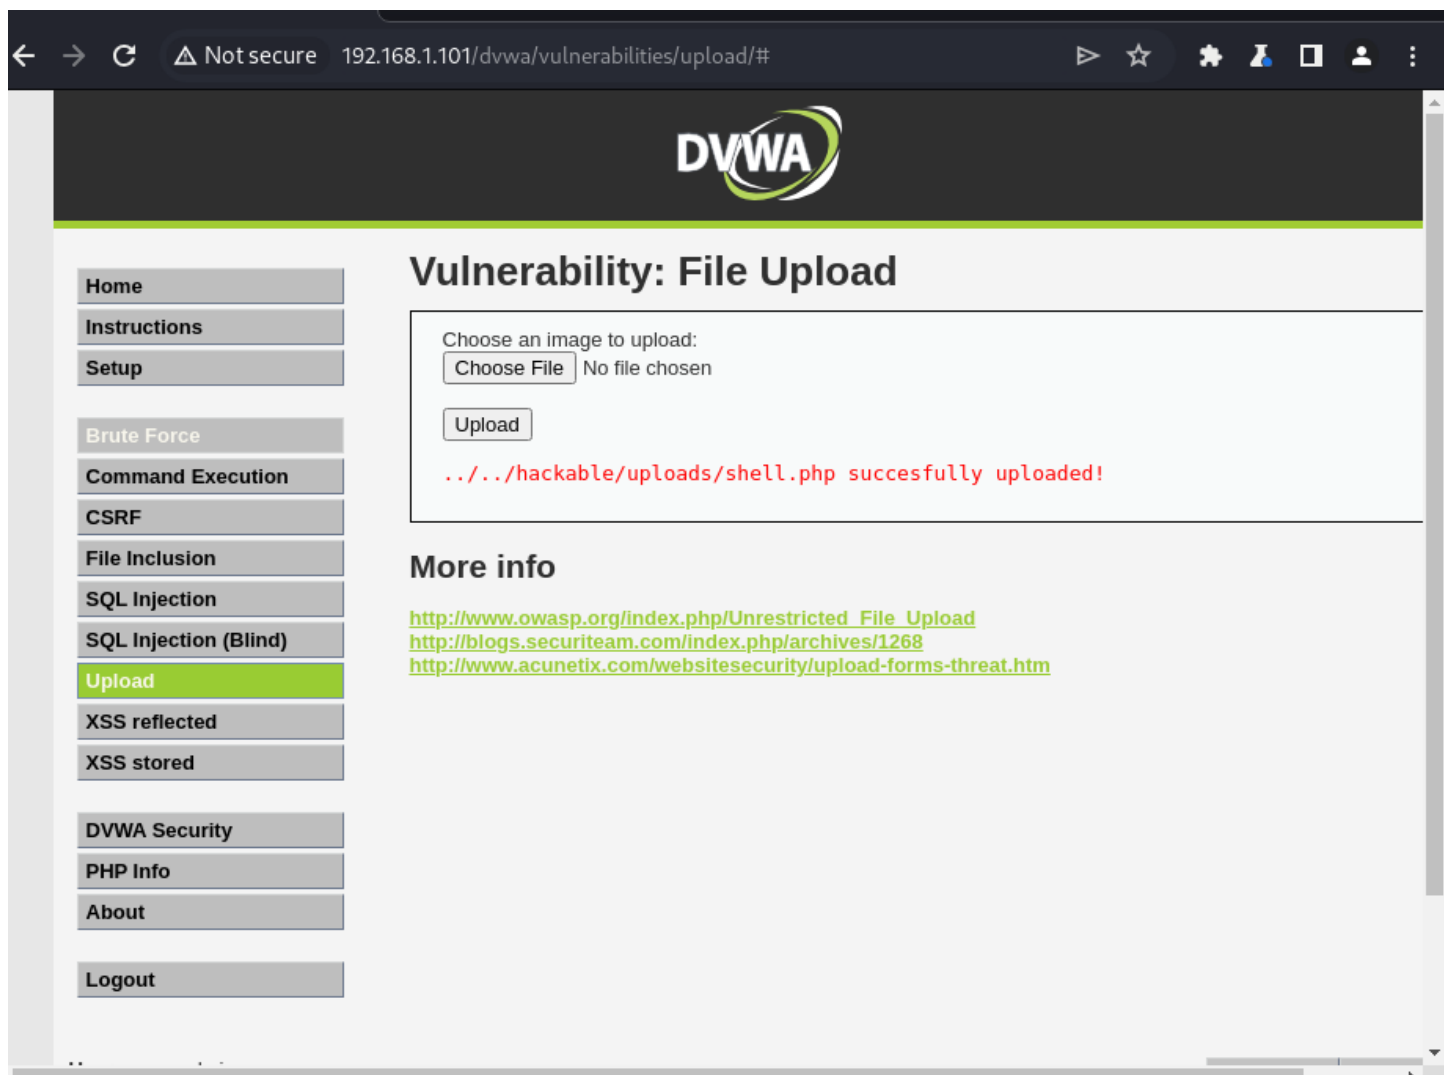 Not secure 192.168.1.101/dvwa/vulnerabilities/upload/#
DVWA
Home
Instructions
Setup
Brute Force
Command Execution
CSRF
File Inclusion
SQL Injection
SQL Injection (Blind)
Upload
XSS reflected
XSS stored
DVWA Security
PHP Info
About
Logout
Vulnerability: File Upload
Choose an image to upload:
Choose File No file chosen
Upload
../../hackable/uploads/shell.php succesfully uploaded!
More info
http://www.owasp.org/index.php/Unrestricted_File_Upload
http://blogs.securiteam.com/index.php/archives/1268
http://www.acunetix.com/websitesecurity/upload-forms-threat.htm